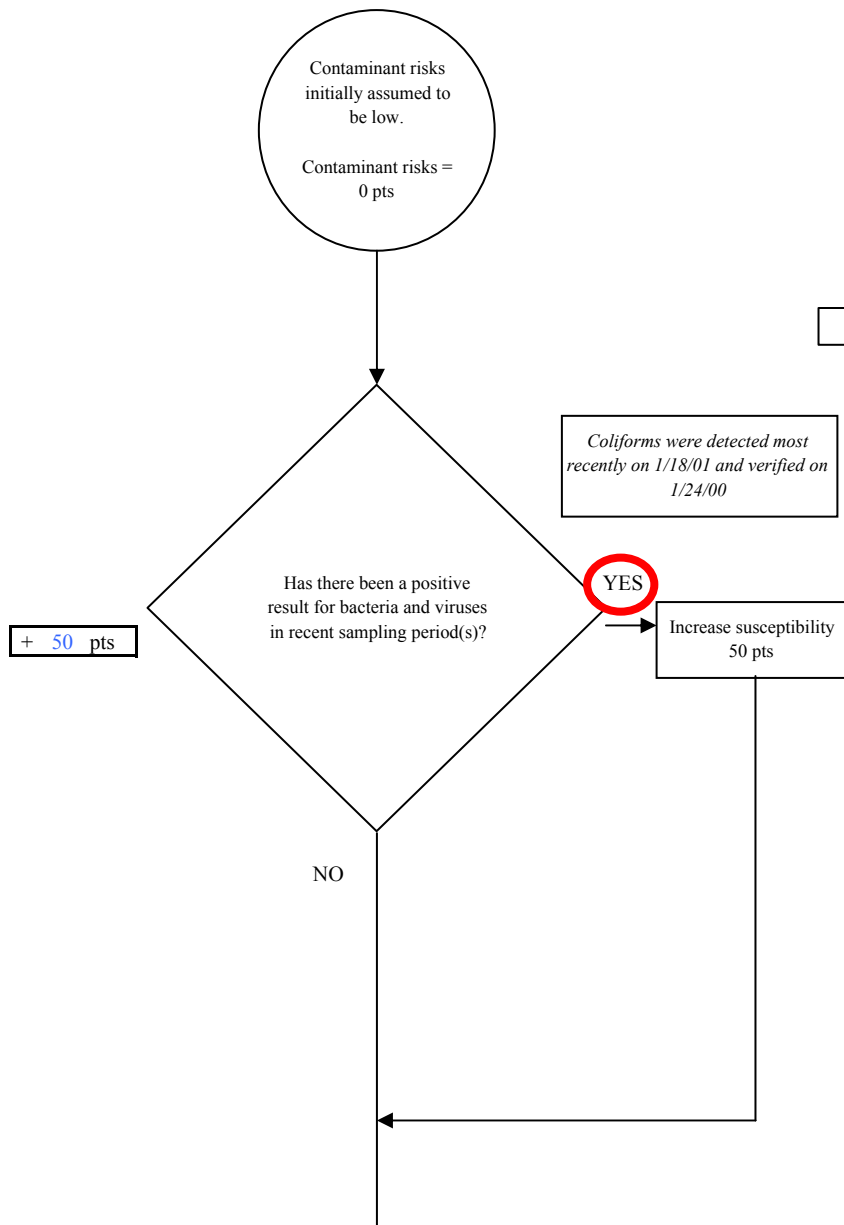 Contaminant risks
initially assumed to
be low.
Contaminant risks =
0 pts
Coliforms were detected most
recently on 1/18/01 and verified on
1/24/00
Has there been a positive
result for bacteria and viruses
in recent sampling period(s)?
YES
+ 50 pts
Increase susceptibility
50 pts
NO